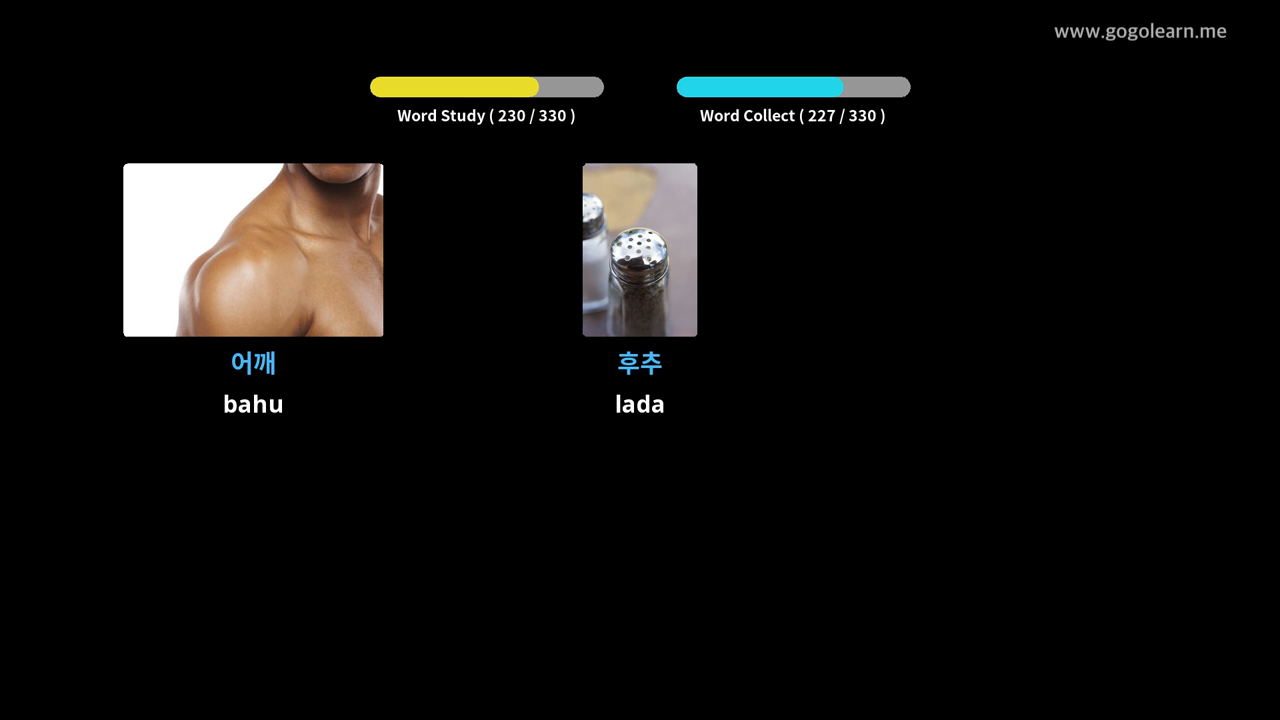 www.gogolearn.me
Word Study ( 230 / 330 )
Word Collect ( 227 / 330 )
어깨
bahu
후추
lada